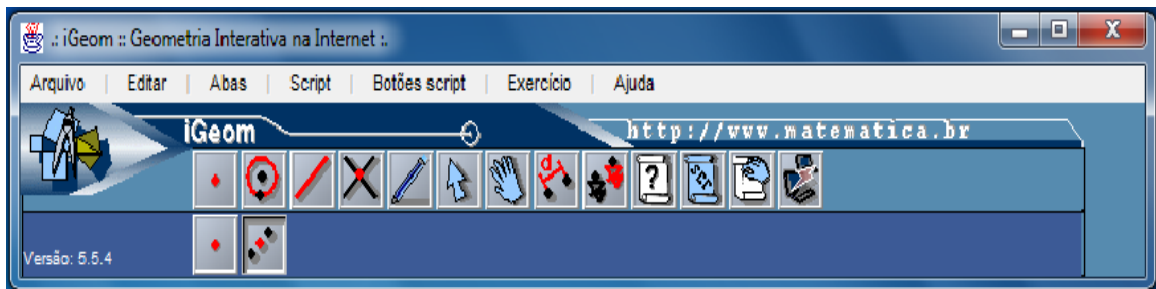 .: iGeom :: Geometria Interativa na Internet :.
Arquivo | Editar | Abas | Script | Botões script | Exercício | Ajuda
iGeom http://www.matematica.br
d
?
Versão: 5.5.4